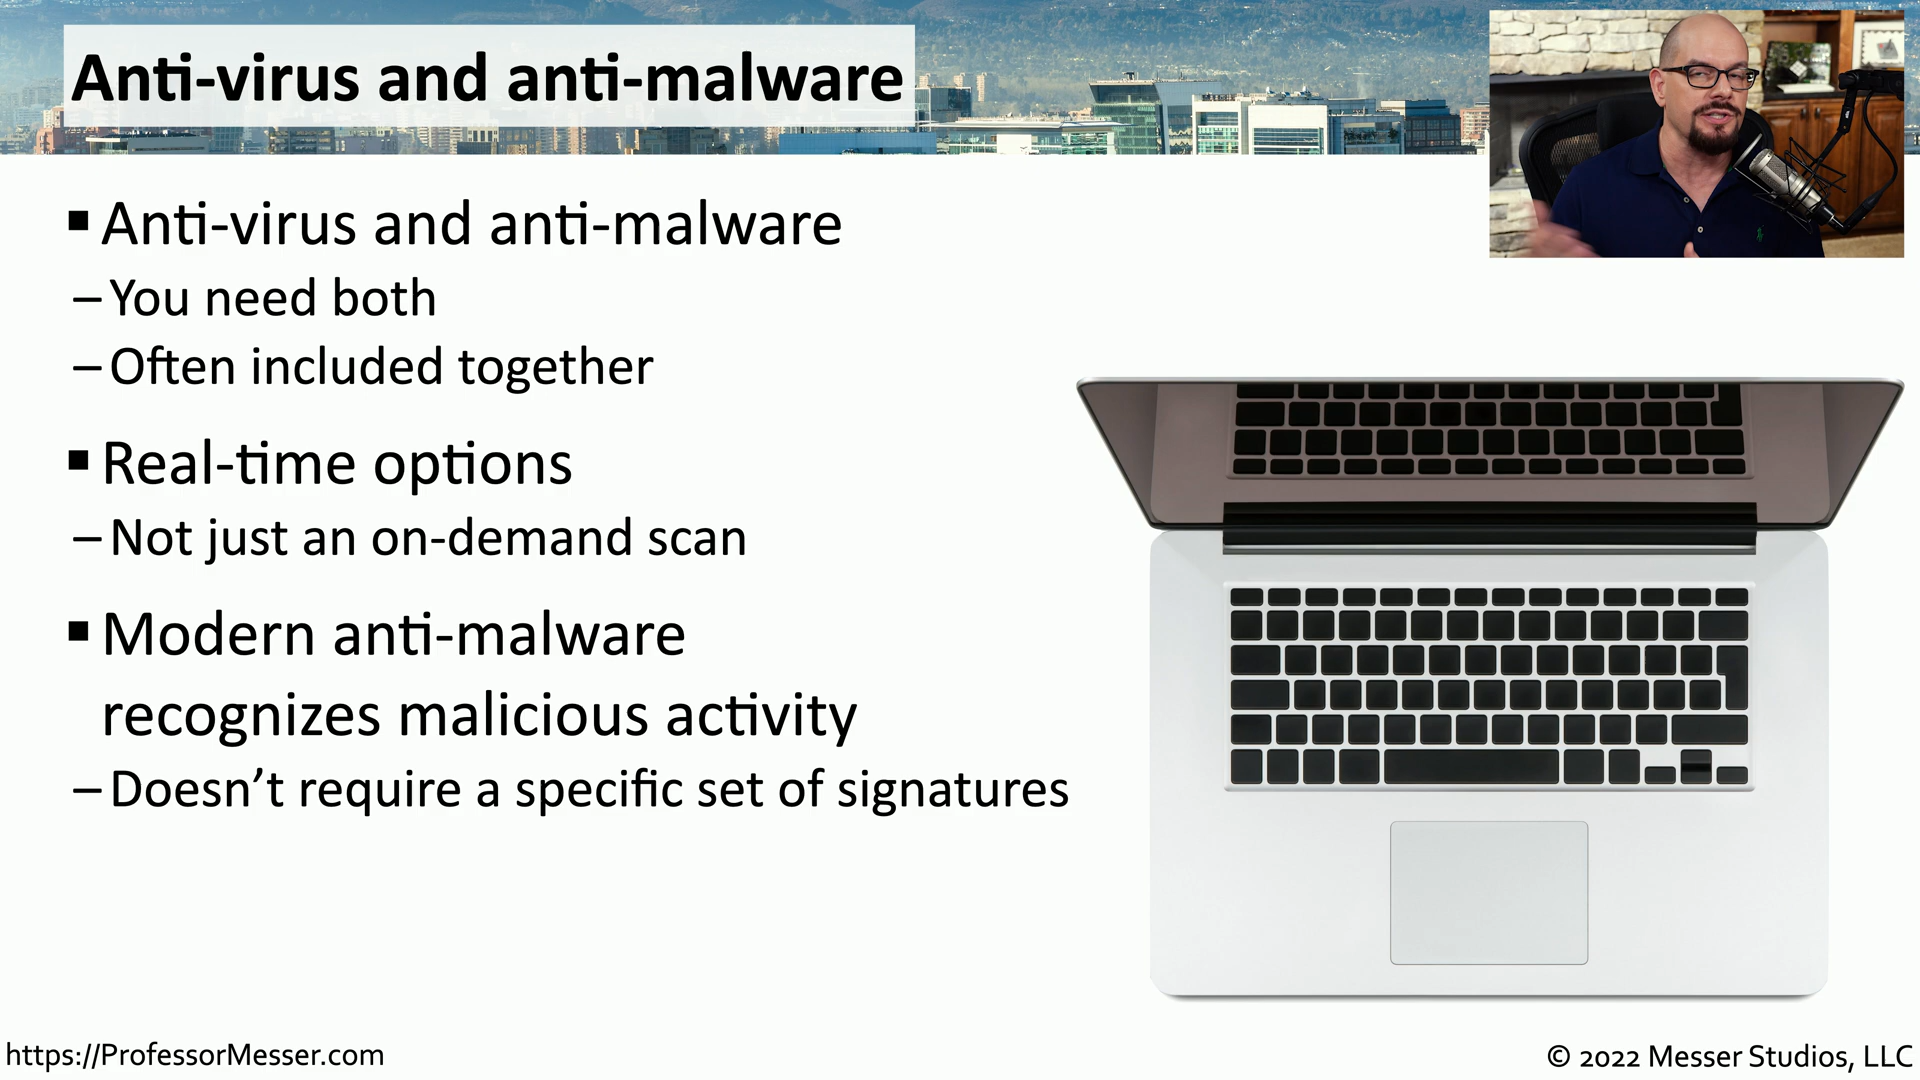 Anti-virus and anti-malware
▪ Anti-virus and anti-malware
– You need both
– Often included together
▪ Real-time options
– Not just an on-demand scan
▪ Modern anti-malware
recognizes malicious activity
– Doesn’t require a specific set of signatures
https://ProfessorMesser.com
© 2022 Messer Studios, LLC